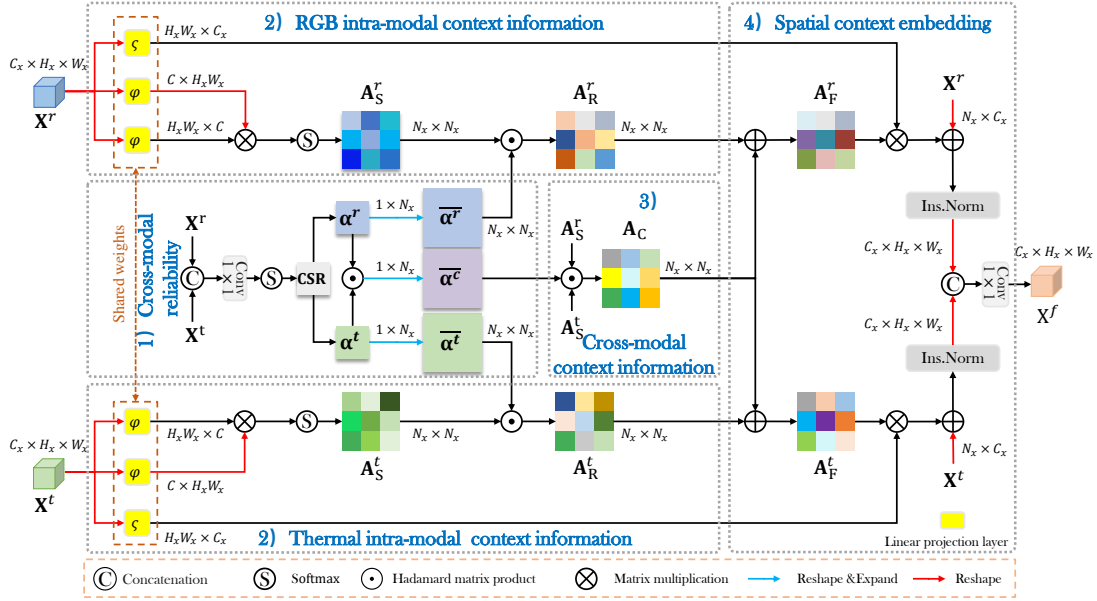 2) RGB intra-modal context information
4) Spatial context embedding
ς
H_xW_x × C_x
C_x × H_x × W_x
C × H_xW_x
φ
X^r
φ
H_xW_x × C
S
A_S^r
N_x × N_x
A_R^r
N_x × N_x
A_F^r
X^r
N_x × C_x
Ins.Norm
Shared weights
1) Cross-modal
reliability
X^r
C
Conv
1 × 1
S
CSR
X^t
α^r
1 × N_x
α^r
N_x × N_x
1 × N_x
α^c
α^t
1 × N_x
α^t
N_x × N_x
3)
A_S^r
A_C
A_S^t
N_x × N_x
Cross-modal
context information
C_x × H_x × W_x
C
Conv
1 × 1
C_x × H_x × W_x
X^f
C_x × H_x × W_x
Ins.Norm
C_x × H_x × W_x
X^t
φ
H_xW_x × C
φ
C × H_xW_x
ς
H_xW_x × C_x
S
A_S^t
N_x × N_x
A_R^t
N_x × N_x
A_F^t
N_x × C_x
X^t
2) Thermal intra-modal context information
Linear projection layer
C Concatenation
S Softmax
Hadamard matrix product
Matrix multiplication
Reshape &Expand
Reshape